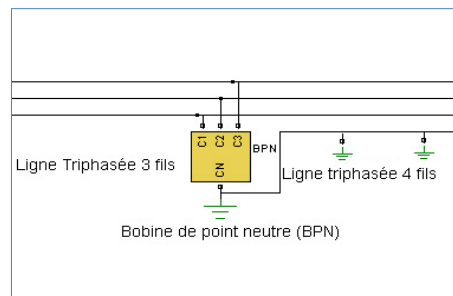 C1 C2 C3
BPN
CN
Ligne Triphasée 3 fils
Ligne triphasée 4 fils
Bobine de point neutre (BPN)